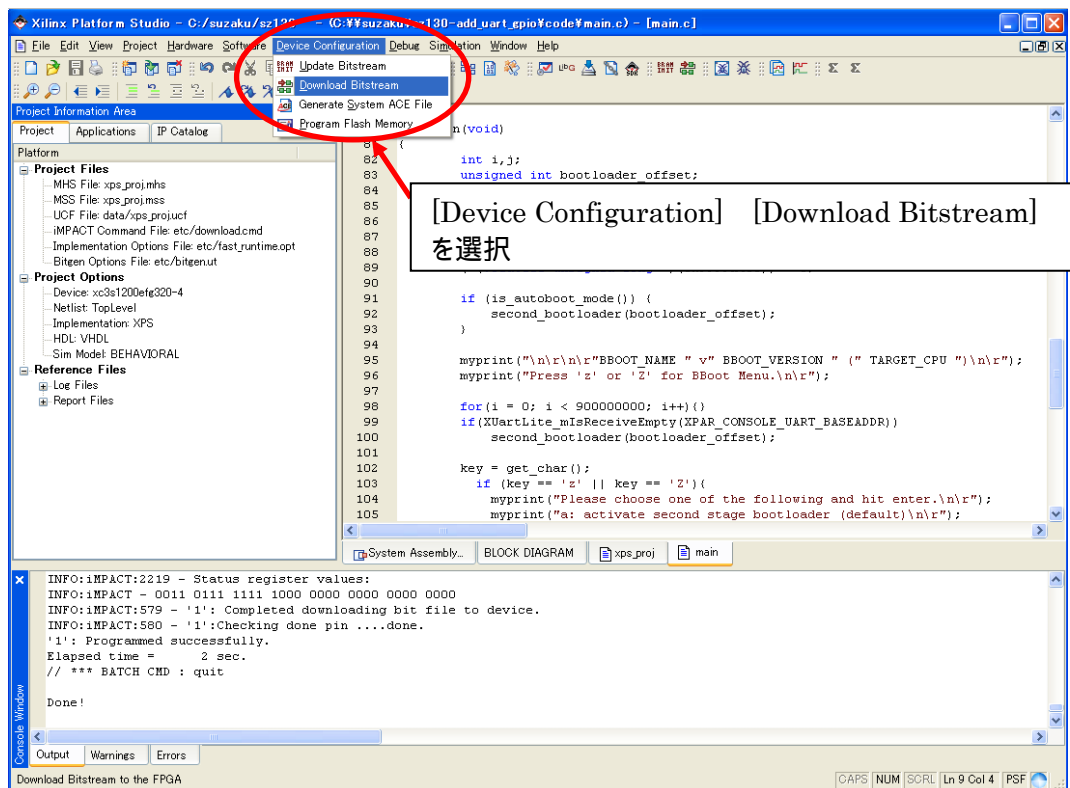 Xilinx Platform Studio - C:/suzaku/sz130 - (C:¥¥suzaku¥sz130-add_uart_gpio¥code¥main.c) - [main.c]
File Edit View Project Hardware Software Device Configuration Debug Simulation Window Help
Update Bitstream
Download Bitstream
Generate System ACE File
Program Flash Memory
Project Information Area
Project Applications IP Catalog
Platform
Project Files
MHS File: xps_proj.mhs
MSS File: xps_proj.mss
UCF File: data/xps_proj.ucf
iMPACT Command File: etc/download.cmd
Implementation Options File: etc/fast_runtime.opt
Bitgen Options File: etc/bitgen.ut
Project Options
Device: xc3s1200efg320-4
Netlist: TopLevel
Implementation: XPS
HDL: VHDL
Sim Model: BEHAVIORAL
Reference Files
Log Files
Report Files
n(void)
81 {
82 int i,j;
83 unsigned int bootloader_offset;
84
85
86
87
88
89
90
91 if (is_autoboot_mode()) {
92 second_bootloader(bootloader_offset);
93 }
94
95 myprint("\n\r\n\r"BBOOT_NAME " v" BBOOT_VERSION " (" TARGET_CPU ")\n\r");
96 myprint("Press 'z' or 'Z' for BBoot Menu.\n\r");
97
98 for(i = 0; i < 900000000; i++){}
99 if(XUartLite_mIsReceiveEmpty(XPAR_CONSOLE_UART_BASEADDR))
100 second_bootloader(bootloader_offset);
101
102 key = get_char();
103 if (key == 'z' || key == 'Z'){
104 myprint("Please choose one of the following and hit enter.\n\r");
105 myprint("a: activate second stage bootloader (default)\n\r");
[Device Configuration] [Download Bitstream]
を選択
System Assembly... BLOCK DIAGRAM xps_proj main
INFO:iMPACT:2219 - Status register values:
INFO:iMPACT - 0011 0111 1111 1000 0000 0000 0000 0000
INFO:iMPACT:579 - '1': Completed downloading bit file to device.
INFO:iMPACT:580 - '1':Checking done pin ....done.
'1': Programmed successfully.
Elapsed time = 2 sec.
// *** BATCH CMD : quit
Done!
Console Window
Output Warnings Errors
Download Bitstream to the FPGA
CAPS NUM SCRL Ln 9 Col 4 PSF